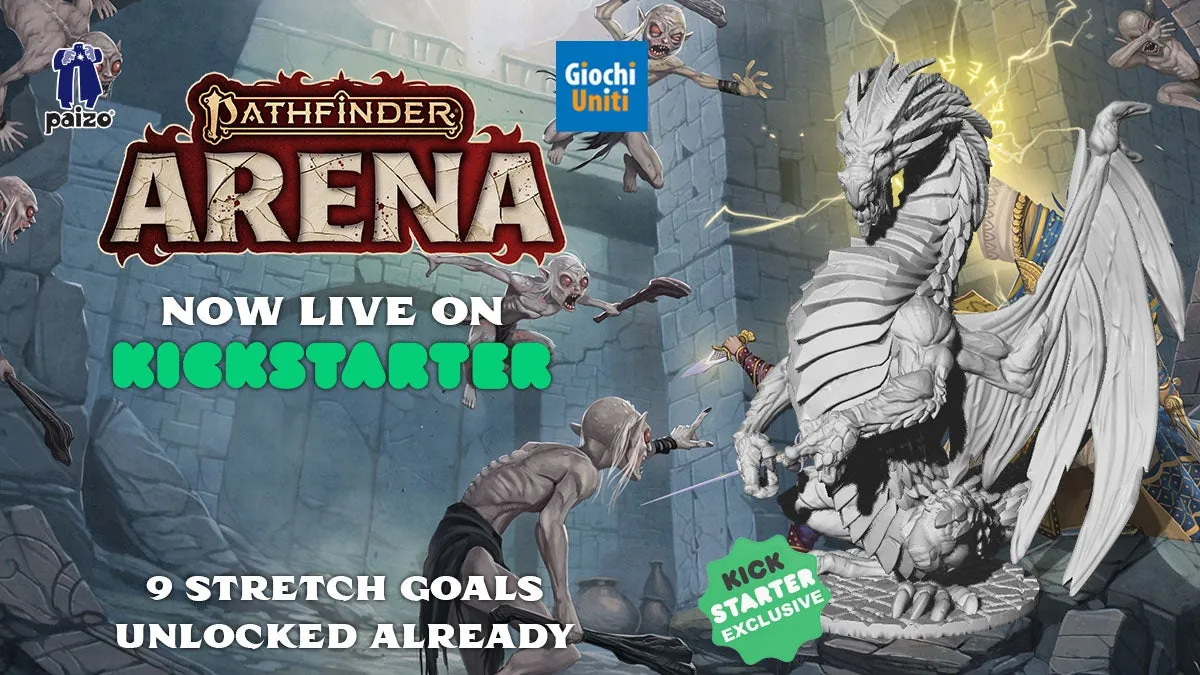 paizo
PATHFINDER
ARENA
Giochi
Uniti
NOW LIVE ON
KICKSTARTER
9 STRETCH GOALS
UNLOCKED ALREADY
KICK
STARTER
EXCLUSIVE